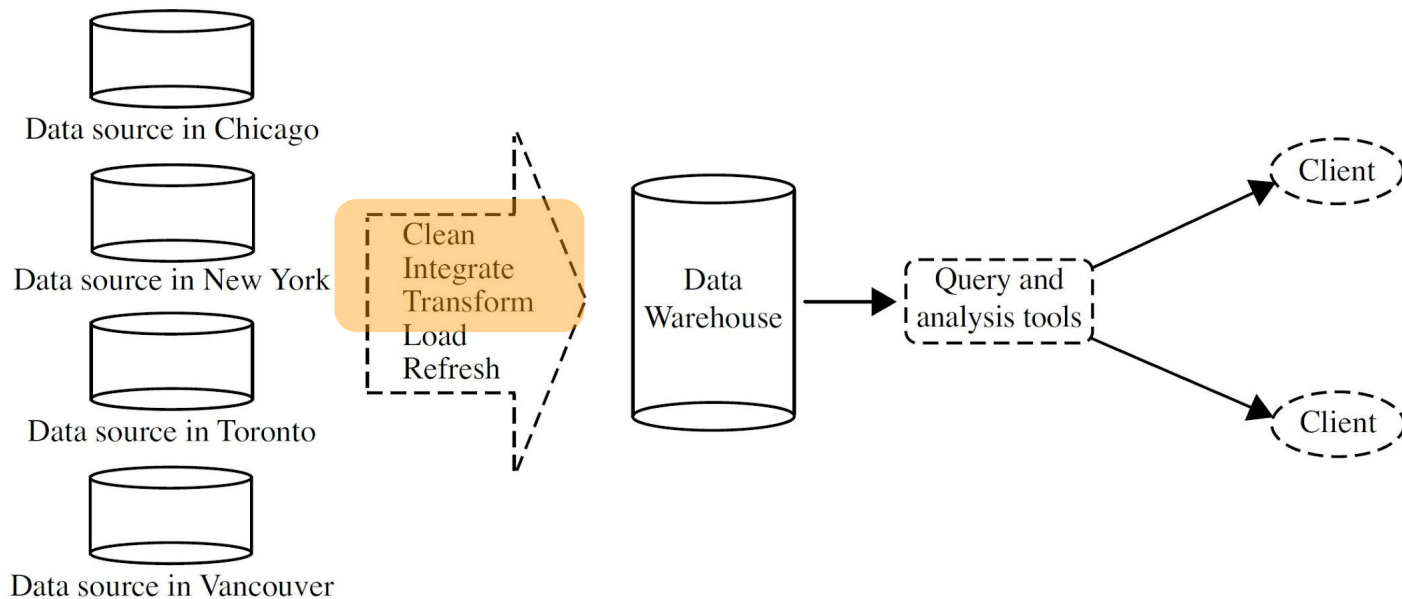 Data source in Chicago
Data source in New York
Data source in Toronto
Data source in Vancouver
Clean
Integrate
Transform
Load
Refresh
Data
Warehouse
Query and
analysis tools
Client
Client